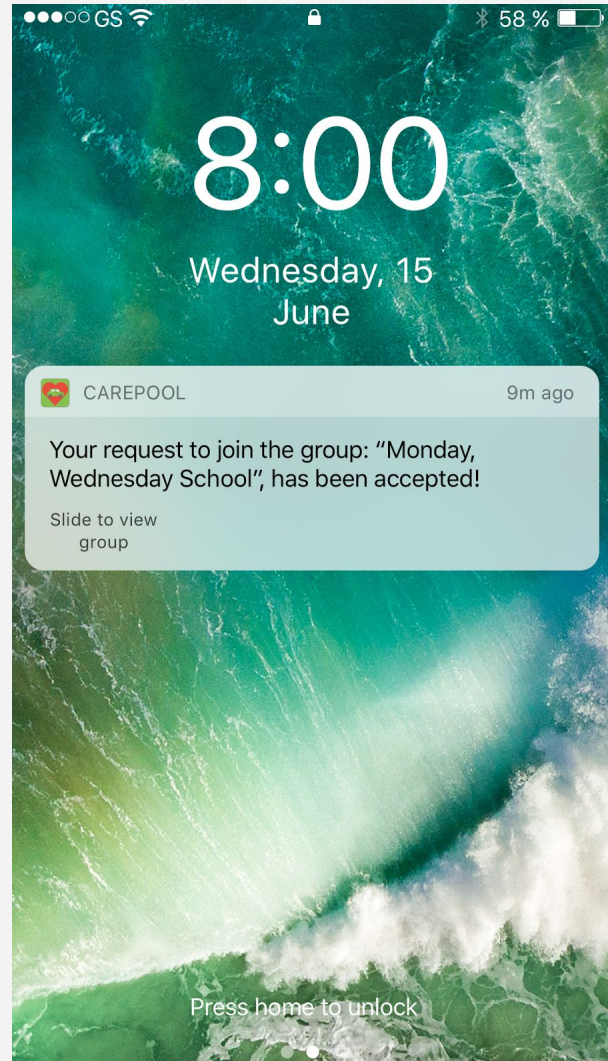 GS 58 %
8:00
Wednesday, 15
June
CAREPOOL 9m ago
Your request to join the group: “Monday,
Wednesday School”, has been accepted!
Slide to view
group
Press home to unlock